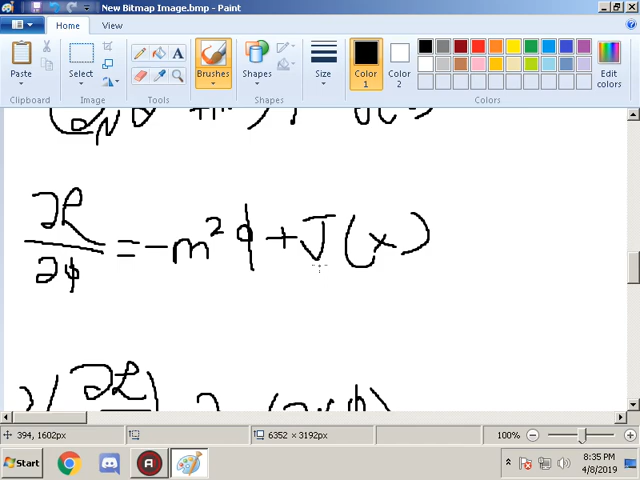 New Bitmap Image.bmp - Paint
Home View
Paste Select Brushes Shapes Size Color 1 Color 2 Edit colors
Clipboard Image Tools Shapes Colors
∂ℒ/∂φ = -m²φ + J(x)
394, 1602px 6352 × 3192px 100%
Start 8:35 PM
4/8/2019